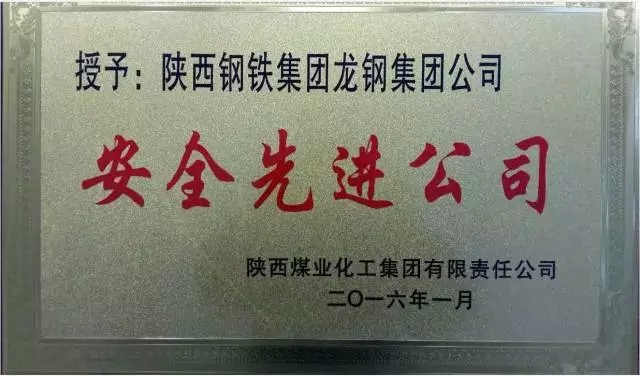 授予：陕西钢铁集团龙钢集团公司
安全先进公司
陕西煤业化工集团有限责任公司
二〇一六年一月